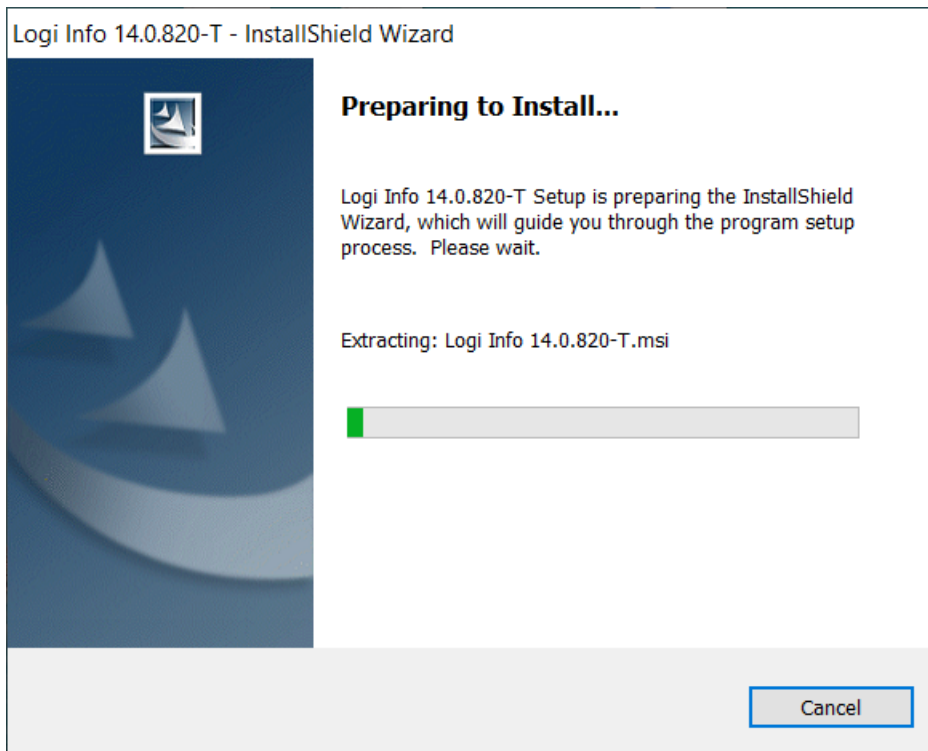 Logi Info 14.0.820-T - InstallShield Wizard
Preparing to Install...
Logi Info 14.0.820-T Setup is preparing the InstallShield
Wizard, which will guide you through the program setup
process.  Please wait.
Extracting: Logi Info 14.0.820-T.msi
Cancel